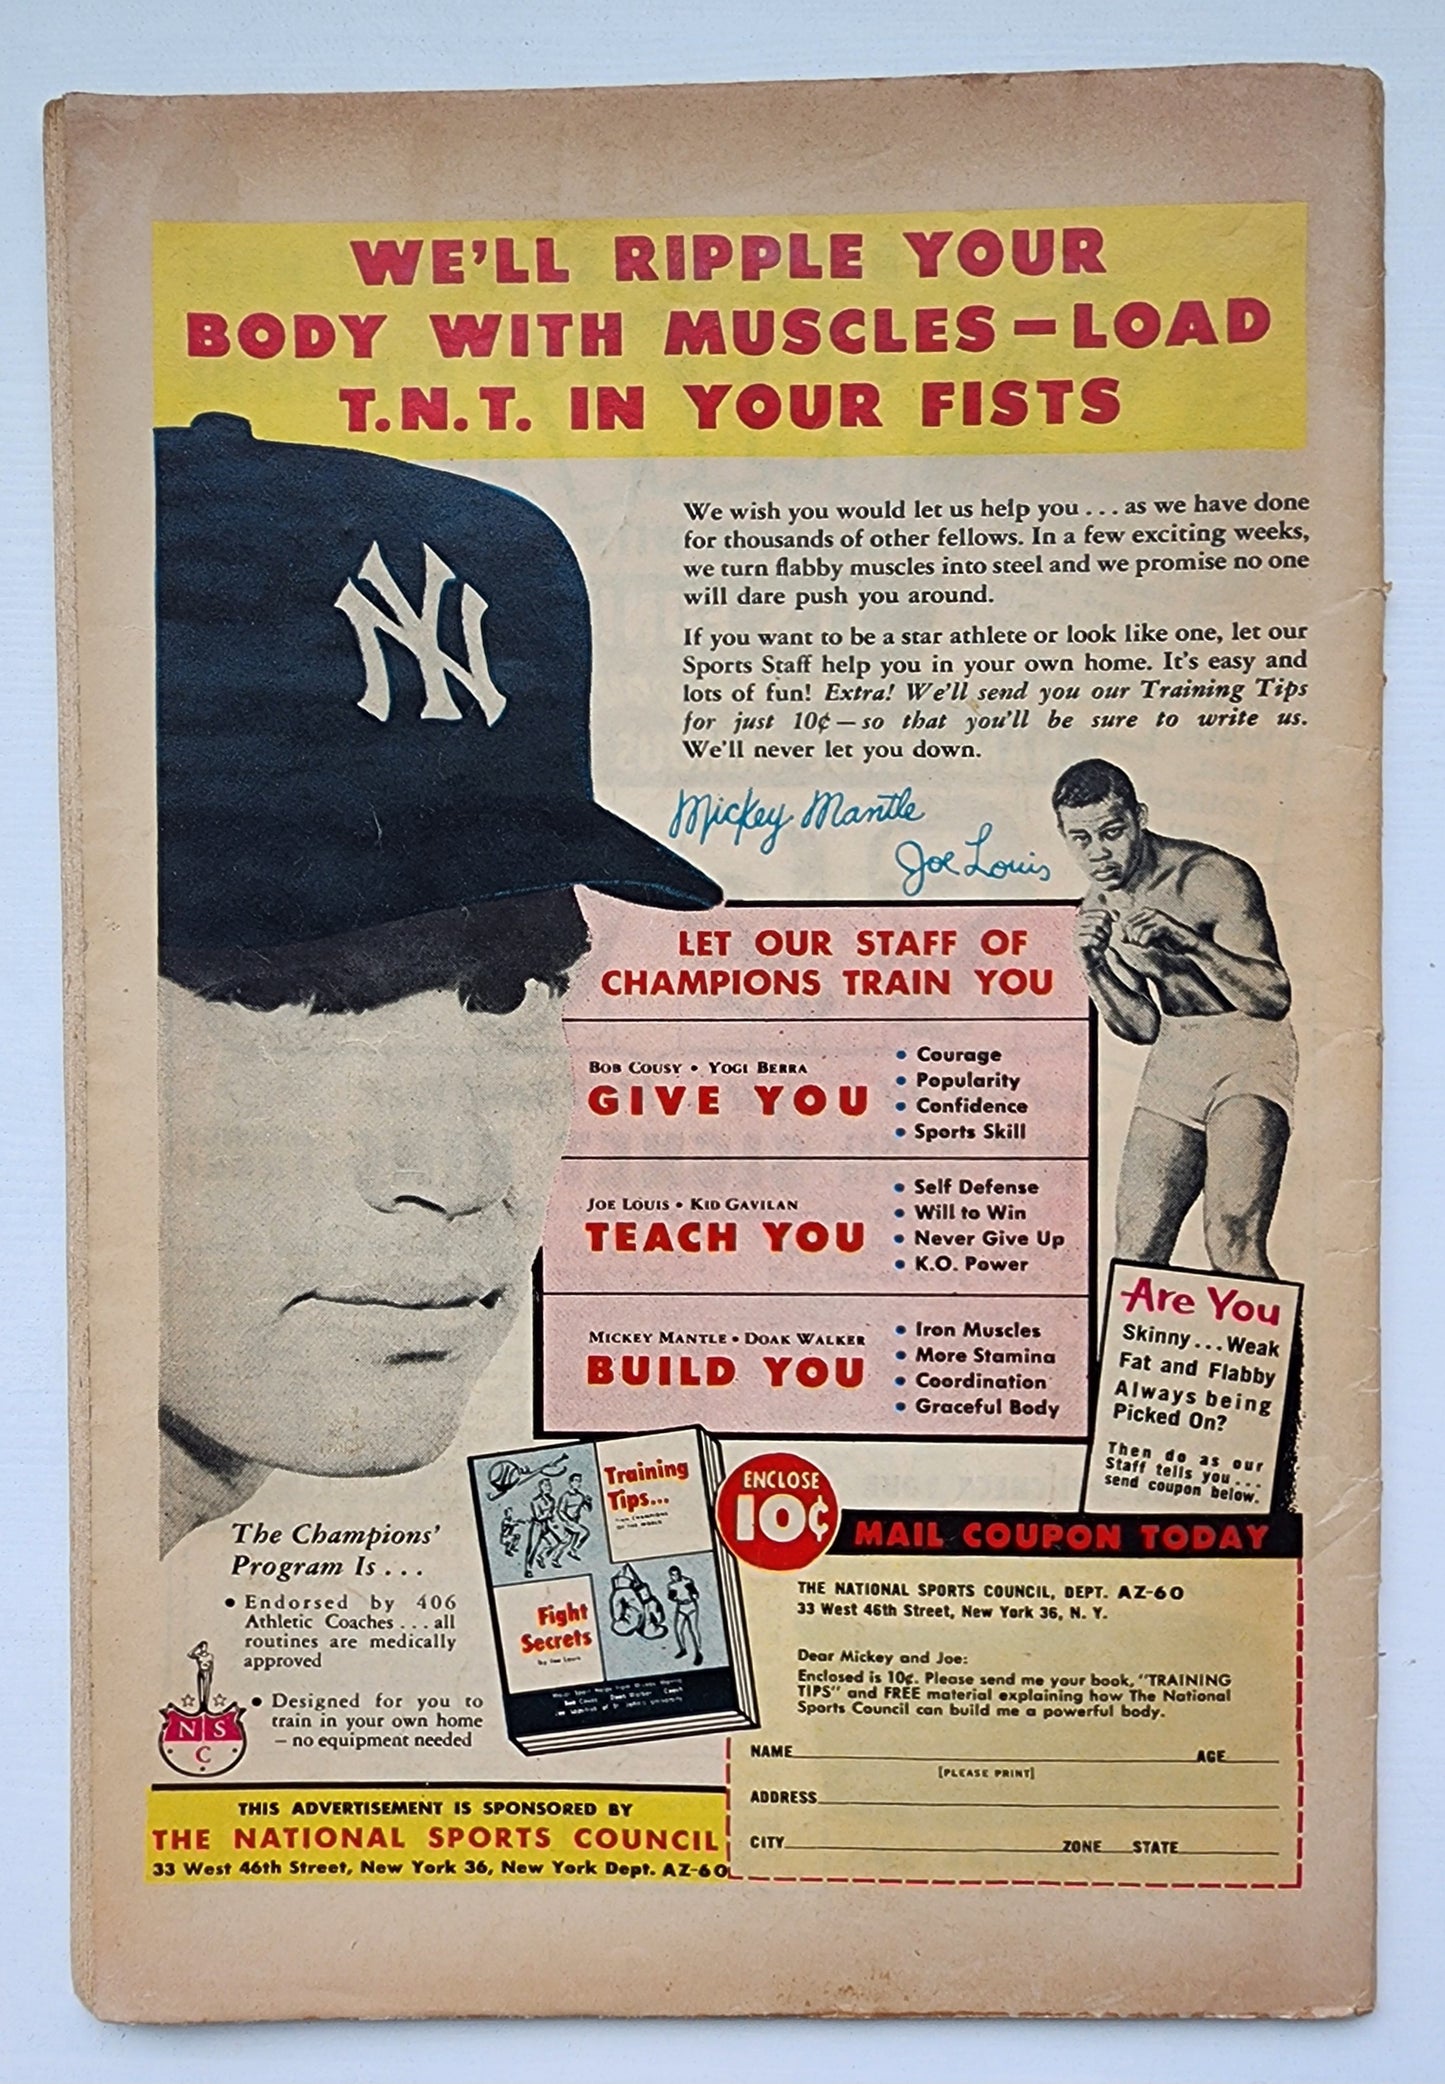 WE'LL RIPPLE YOUR
BODY WITH MUSCLES — LOAD
T.N.T. IN YOUR FISTS
NY
We wish you would let us help you . . . as we have done
for thousands of other fellows. In a few exciting weeks,
we turn flabby muscles into steel and we promise no one
will dare push you around.
If you want to be a star athlete or look like one, let our
Sports Staff help you in your own home. It's easy and
lots of fun! Extra! We'll send you our Training Tips
for just 10¢ — so that you'll be sure to write us.
We'll never let you down.
Mickey Mantle
Joe Louis
LET OUR STAFF OF
CHAMPIONS TRAIN YOU
BOB COUSY • YOGI BERRA
GIVE YOU
• Courage
• Popularity
• Confidence
• Sports Skill
JOE LOUIS • KID GAVILAN
TEACH YOU
• Self Defense
• Will to Win
• Never Give Up
• K.O. Power
MICKEY MANTLE • DOAK WALKER
BUILD YOU
• Iron Muscles
• More Stamina
• Coordination
• Graceful Body
Are You
Skinny . . . Weak
Fat and Flabby
Always being
Picked On?
Then do as our
Staff tells you . . .
send coupon below.
Training
Tips...
from CHAMPIONS
OF THE WORLD
Fight
Secrets
by Joe Louis
Bob Cousy Doak Walker Coach
ENCLOSE
10¢
MAIL COUPON TODAY
The Champions'
Program Is . . .
• Endorsed by 406
Athletic Coaches . . . all
routines are medically
approved
• Designed for you to
train in your own home
– no equipment needed
N S
C
THIS ADVERTISEMENT IS SPONSORED BY
THE NATIONAL SPORTS COUNCIL
33 West 46th Street, New York 36, New York Dept. AZ-60
THE NATIONAL SPORTS COUNCIL, DEPT. AZ-60
33 West 46th Street, New York 36, N. Y.
Dear Mickey and Joe:
Enclosed is 10¢. Please send me your book, "TRAINING
TIPS" and FREE material explaining how The National
Sports Council can build me a powerful body.
NAME AGE
[PLEASE PRINT]
ADDRESS
CITY ZONE STATE